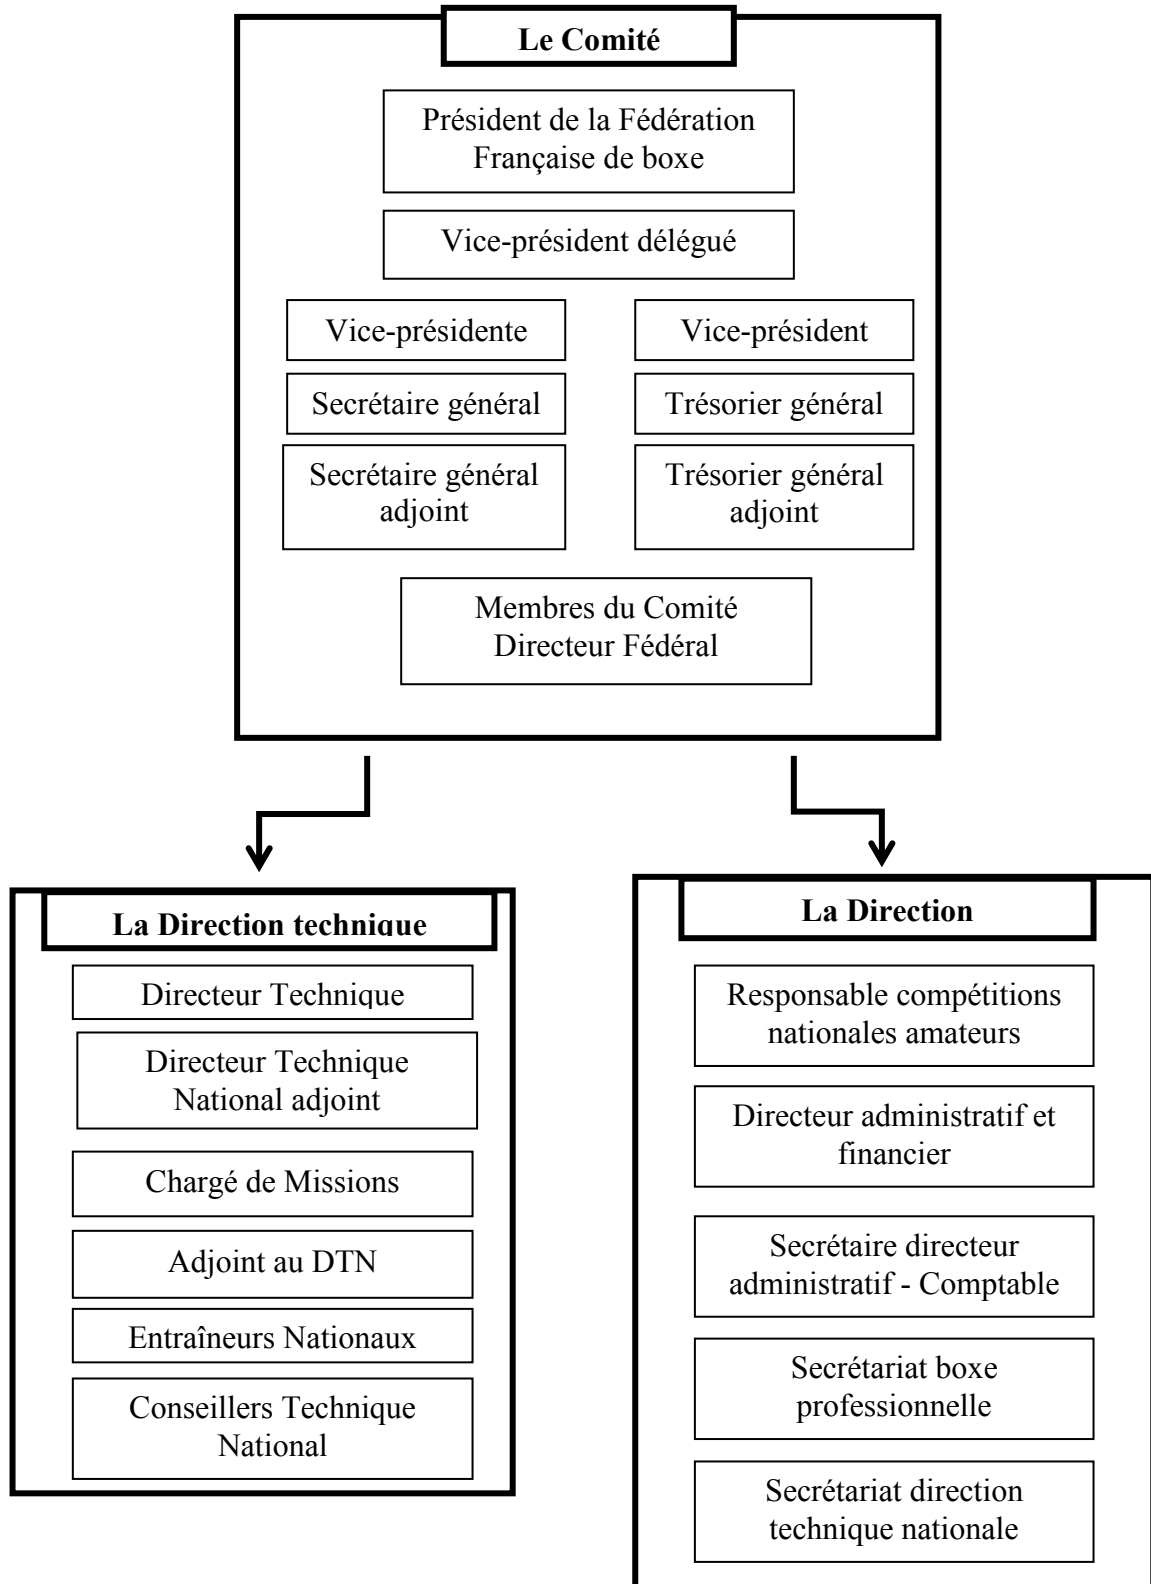 Le Comité
Président de la Fédération
Française de boxe
Vice-président délégué
Vice-présidente
Vice-président
Secrétaire général
Trésorier général
Secrétaire général
adjoint
Trésorier général
adjoint
Membres du Comité
Directeur Fédéral
La Direction technique
Directeur Technique
Directeur Technique
National adjoint
Chargé de Missions
Adjoint au DTN
Entraîneurs Nationaux
Conseillers Technique
National
La Direction
Responsable compétitions
nationales amateurs
Directeur administratif et
financier
Secrétaire directeur
administratif - Comptable
Secrétariat boxe
professionnelle
Secrétariat direction
technique nationale